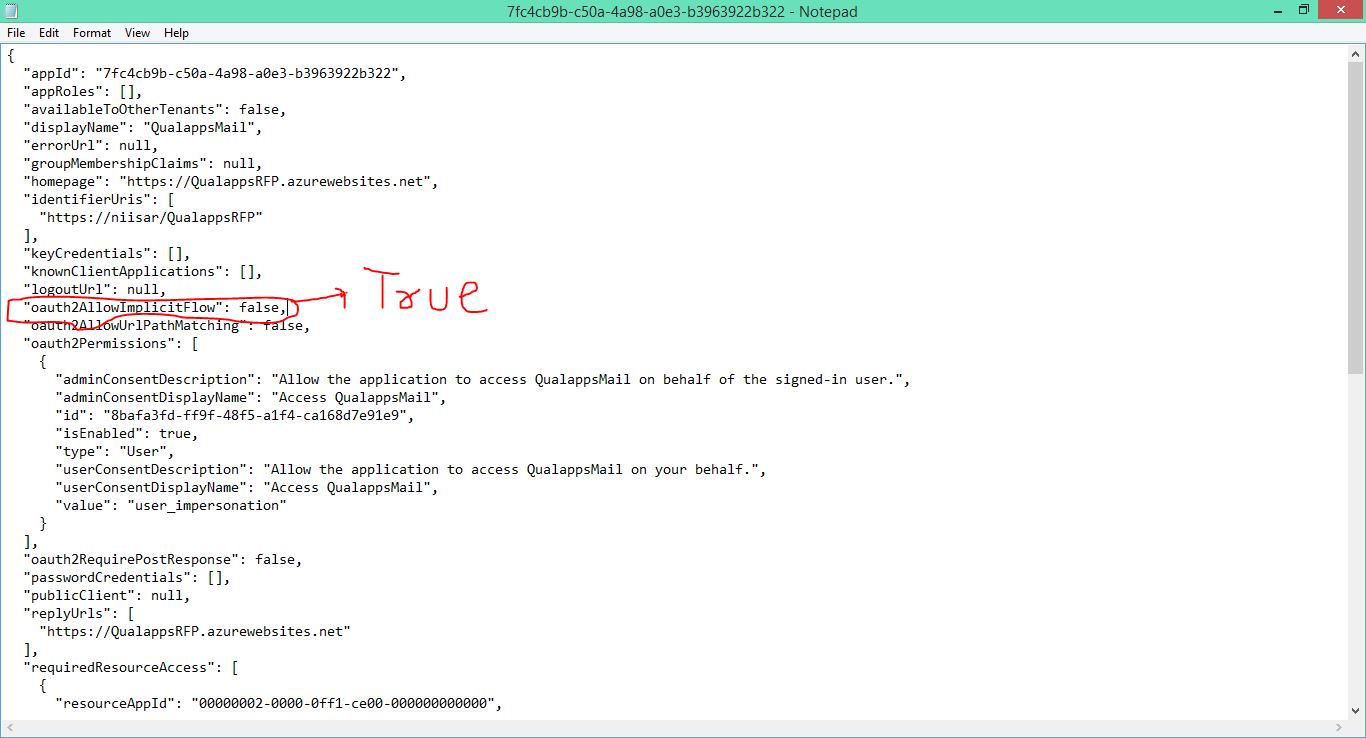 7fc4cb9b-c50a-4a98-a0e3-b3963922b322 - Notepad
File Edit Format View Help
{
"appId": "7fc4cb9b-c50a-4a98-a0e3-b3963922b322",
"appRoles": [],
"availableToOtherTenants": false,
"displayName": "QualappsMail",
"errorUrl": null,
"groupMembershipClaims": null,
"homepage": "https://QualappsRFP.azurewebsites.net",
"identifierUris": [
"https://niisar/QualappsRFP"
],
"keyCredentials": [],
"knownClientApplications": [],
"logoutUrl": null,
"oauth2AllowImplicitFlow": false,
True
"oauth2AllowUrlPathMatching": false,
"oauth2Permissions": [
{
"adminConsentDescription": "Allow the application to access QualappsMail on behalf of the signed-in user.",
"adminConsentDisplayName": "Access QualappsMail",
"id": "8bafa3fd-ff9f-48f5-a1f4-ca168d7e91e9",
"isEnabled": true,
"type": "User",
"userConsentDescription": "Allow the application to access QualappsMail on your behalf.",
"userConsentDisplayName": "Access QualappsMail",
"value": "user_impersonation"
}
],
"oauth2RequirePostResponse": false,
"passwordCredentials": [],
"publicClient": null,
"replyUrls": [
"https://QualappsRFP.azurewebsites.net"
],
"requiredResourceAccess": [
{
"resourceAppId": "00000002-0000-0ff1-ce00-000000000000",